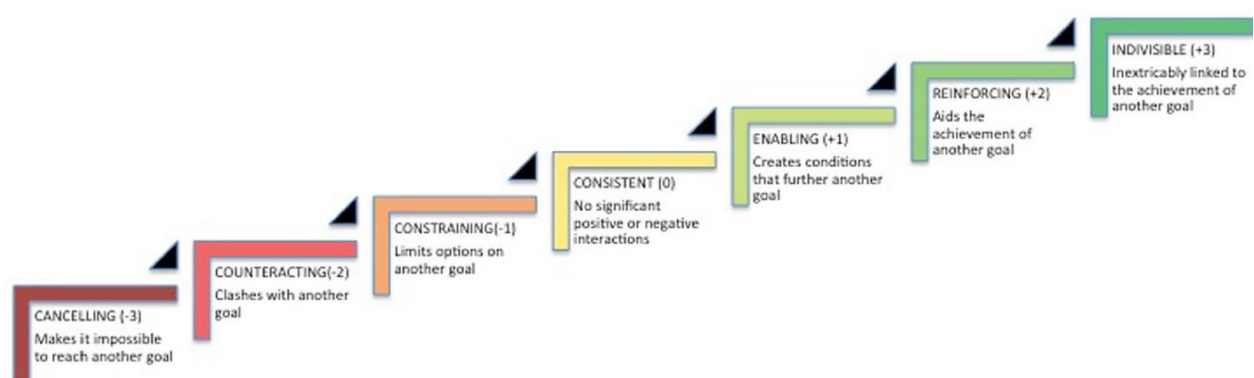 CANCELLING (-3)
Makes it impossible
to reach another goal
COUNTERACTING(-2)
Clashes with another
goal
CONSTRAINING(-1)
Limits options on
another goal
CONSISTENT (0)
No significant
positive or negative
interactions
ENABLING (+1)
Creates conditions
that further another
goal
REINFORCING (+2)
Aids the
achievement of
another goal
INDIVISIBLE (+3)
Inextricably linked to
the achievement of
another goal